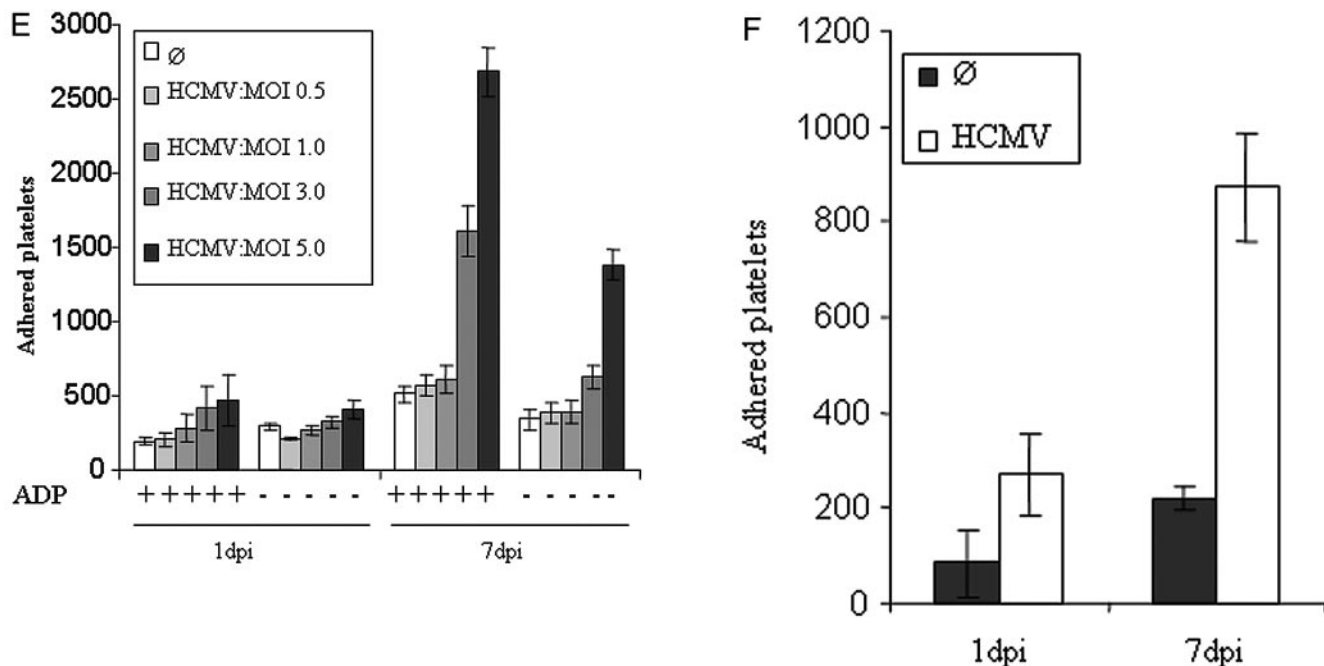 E
3000
2500
2000
1500
1000
500
0
Adhered platelets
Ø
HCMV:MOI 0.5
HCMV:MOI 1.0
HCMV:MOI 3.0
HCMV:MOI 5.0
ADP +++++ ----- +++++ -----
1dpi 7dpi
F
1200
1000
800
600
400
200
0
Adhered platelets
Ø
HCMV
1dpi 7dpi